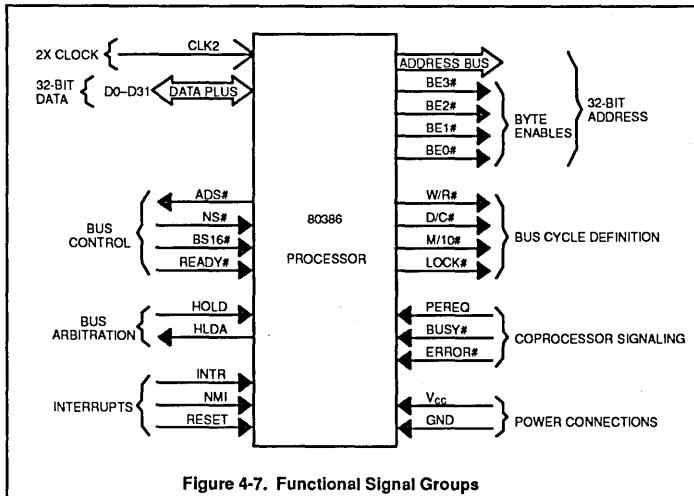 2X CLOCK
CLK2
32-BIT
DATA
D0–D31
DATA PLUS
BUS
CONTROL
ADS#
NS#
BS16#
READY#
BUS
ARBITRATION
HOLD
HLDA
INTERRUPTS
INTR
NMI
RESET
80386
PROCESSOR
ADDRESS BUS
BE3#
BE2#
BE1#
BE0#
BYTE
ENABLES
32-BIT
ADDRESS
W/R#
D/C#
M/10#
LOCK#
BUS CYCLE DEFINITION
PEREQ
BUSY#
ERROR#
COPROCESSOR SIGNALING
VCC
GND
POWER CONNECTIONS
Figure 4-7. Functional Signal Groups